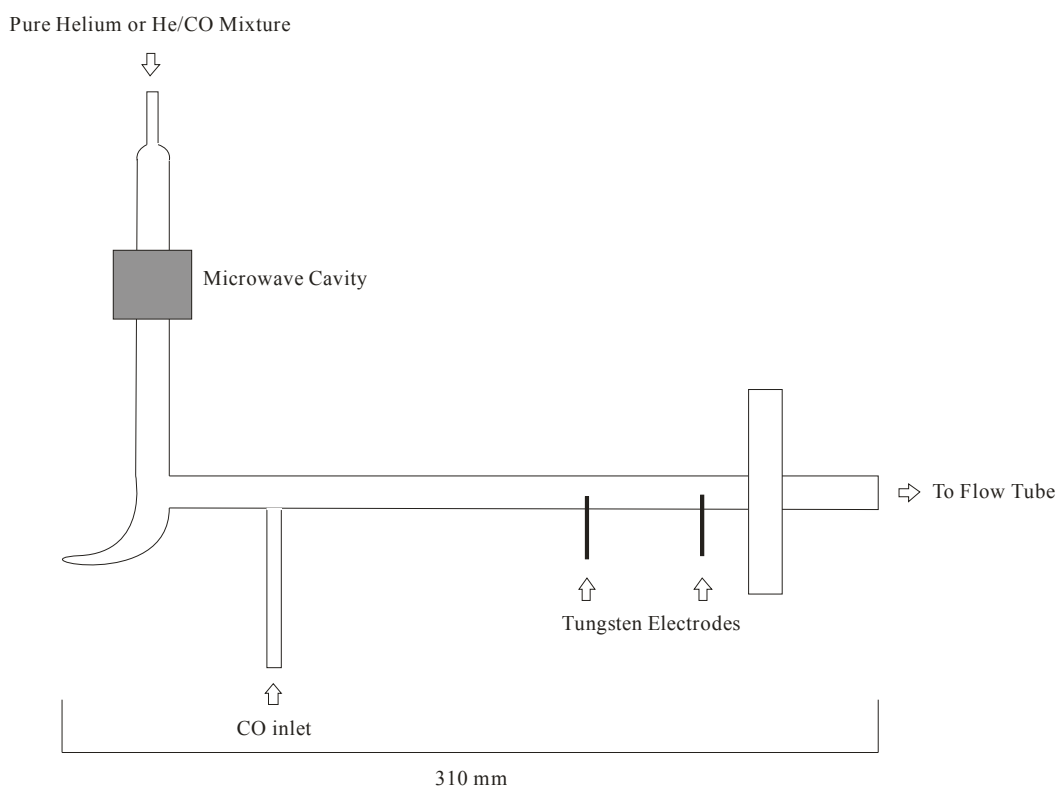 Pure Helium or He/CO Mixture
Microwave Cavity
To Flow Tube
Tungsten Electrodes
CO inlet
310 mm